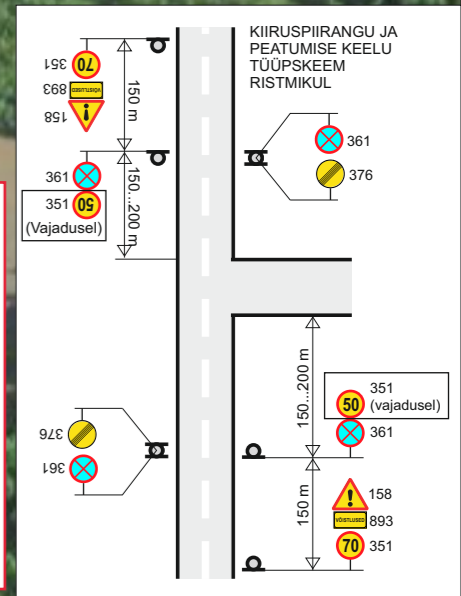 KIIRUSPIIRANGU JA
PEATUMISE KEELU
TÜÜPSKEEM
RISTMIKUL
351 70
893 VÕISTLUSED
158 !
150 m
361
351 50
(Vajadusel)
150...200 m
361
376
376
361
150...200 m
50 351
(vajadusel)
361
150 m
! 158
VÕISTLUSED 893
70 351